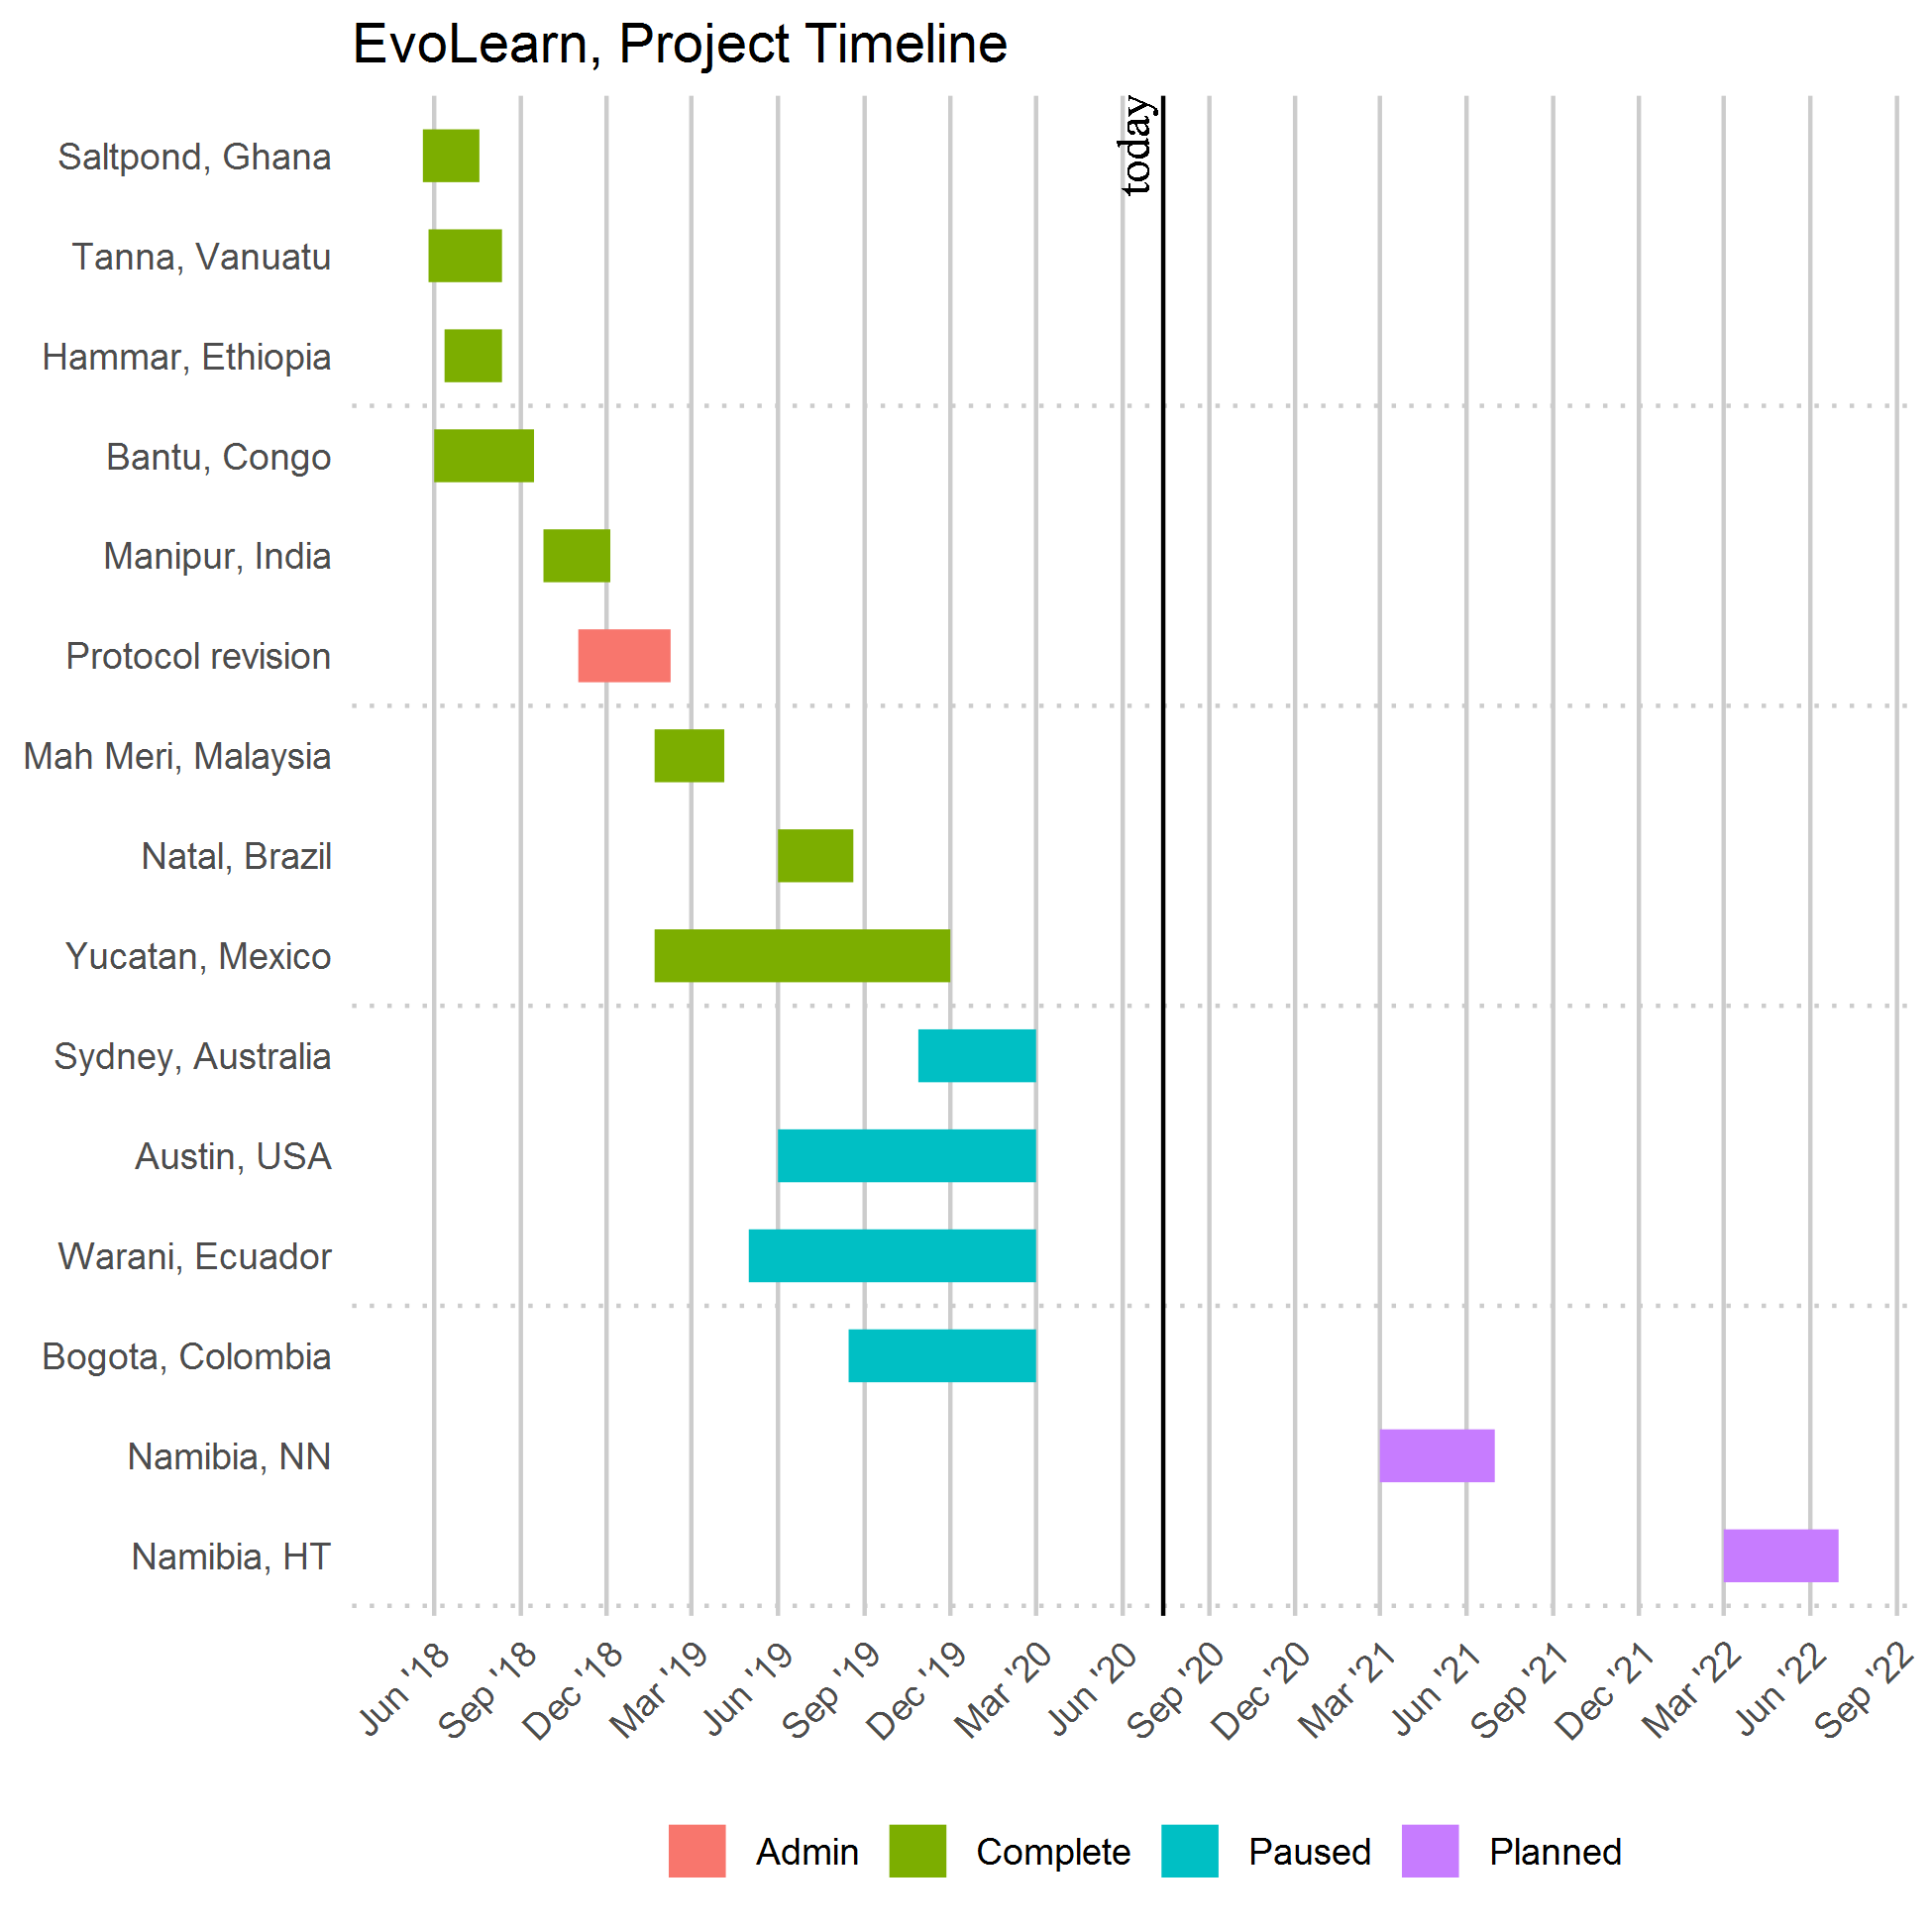 EvoLearn, Project Timeline
today
Saltpond, Ghana
Tanna, Vanuatu
Hammar, Ethiopia
Bantu, Congo
Manipur, India
Protocol revision
Mah Meri, Malaysia
Natal, Brazil
Yucatan, Mexico
Sydney, Australia
Austin, USA
Warani, Ecuador
Bogota, Colombia
Namibia, NN
Namibia, HT
Jun '18
Sep '18
Dec '18
Mar '19
Jun '19
Sep '19
Dec '19
Mar '20
Jun '20
Sep '20
Dec '20
Mar '21
Jun '21
Sep '21
Dec '21
Mar '22
Jun '22
Sep '22
Admin Complete Paused Planned